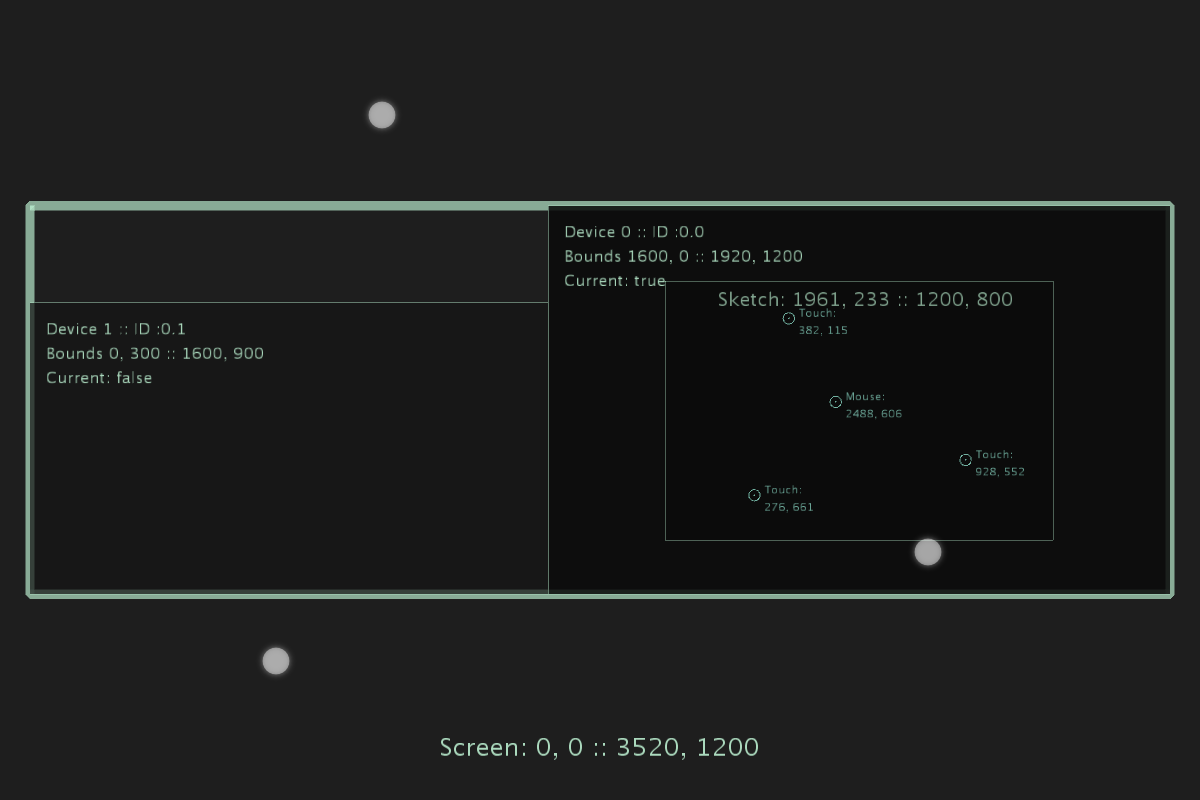 Device 0 :: ID :0.0
Bounds 1600, 0 :: 1920, 1200
Current: true
Sketch: 1961, 233 :: 1200, 800
Touch:
382, 115
Device 1 :: ID :0.1
Bounds 0, 300 :: 1600, 900
Current: false
Mouse:
2488, 606
Touch:
928, 552
Touch:
276, 661
Screen: 0, 0 :: 3520, 1200